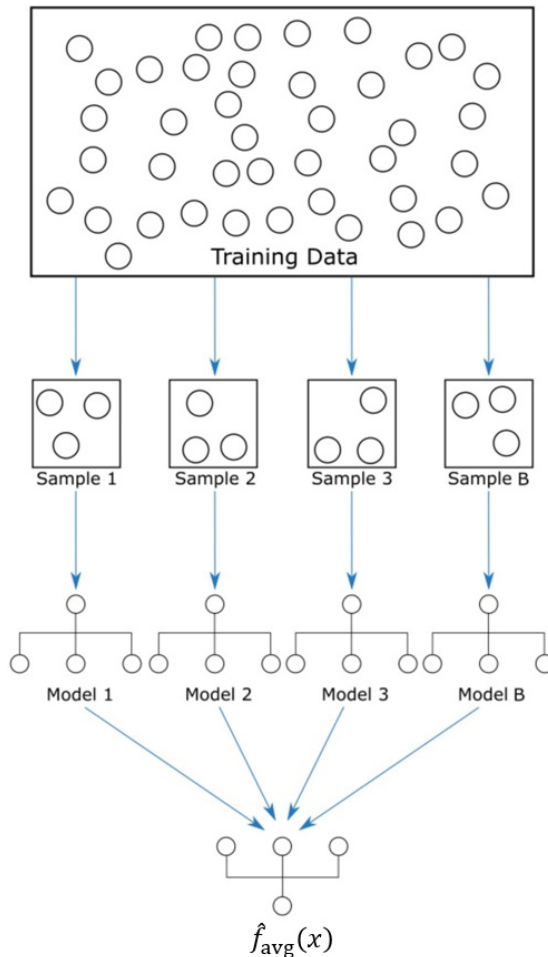 Training Data
Sample 1 Sample 2 Sample 3 Sample B
Model 1 Model 2 Model 3 Model B
f̂avg(x)